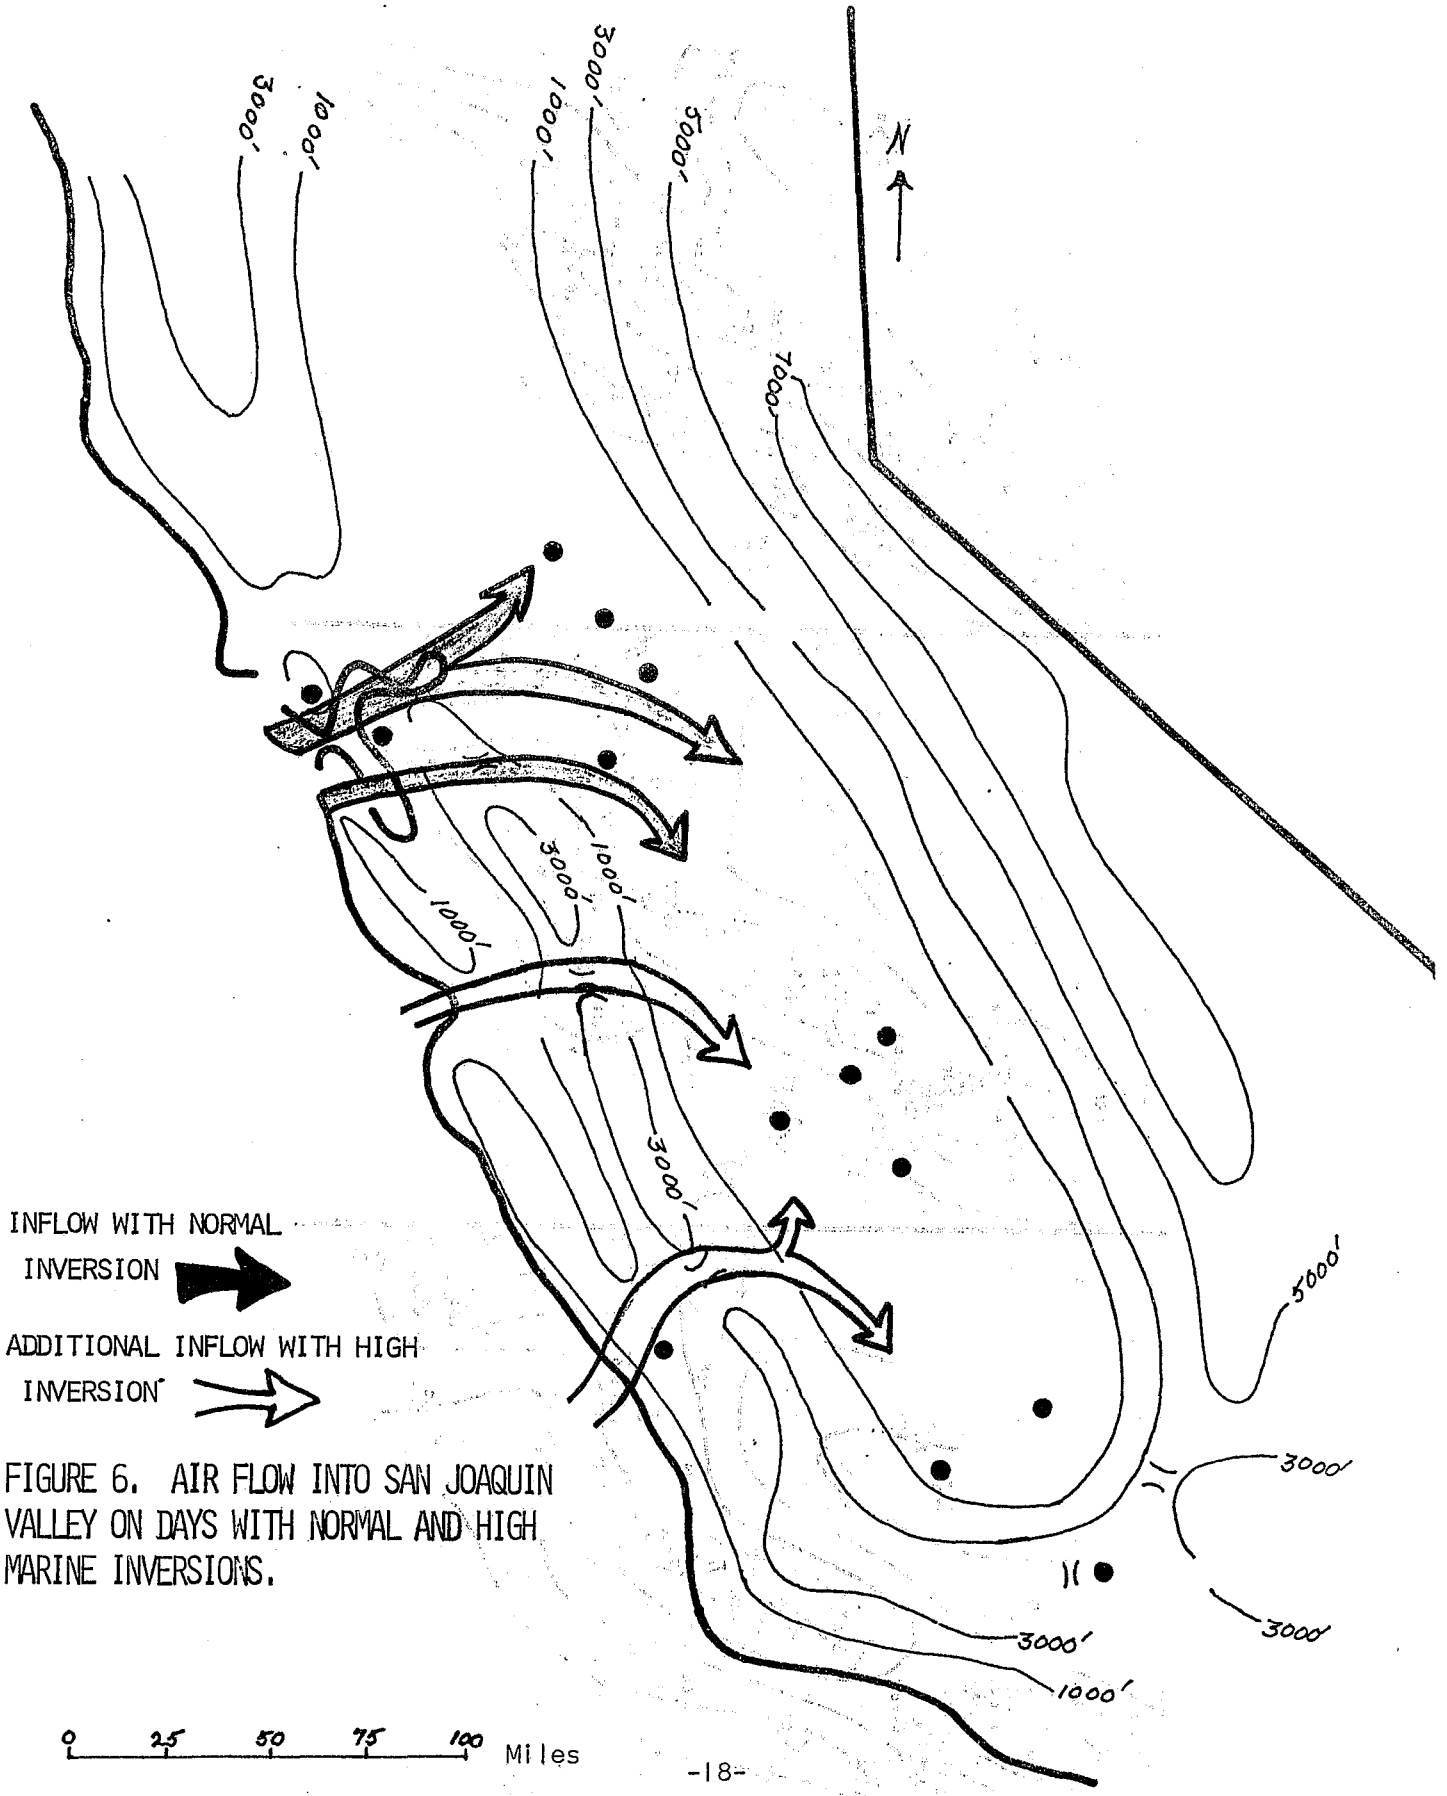 3000'
1000'
1000'
3000'
5000'
N
7000'
3000'
1000'
1000'
3000'
INFLOW WITH NORMAL
INVERSION
ADDITIONAL INFLOW WITH HIGH
INVERSION
5000'
3000'
3000'
3000'
1000'
FIGURE 6. AIR FLOW INTO SAN JOAQUIN
VALLEY ON DAYS WITH NORMAL AND HIGH
MARINE INVERSIONS.
0 25 50 75 100 Miles
-18-